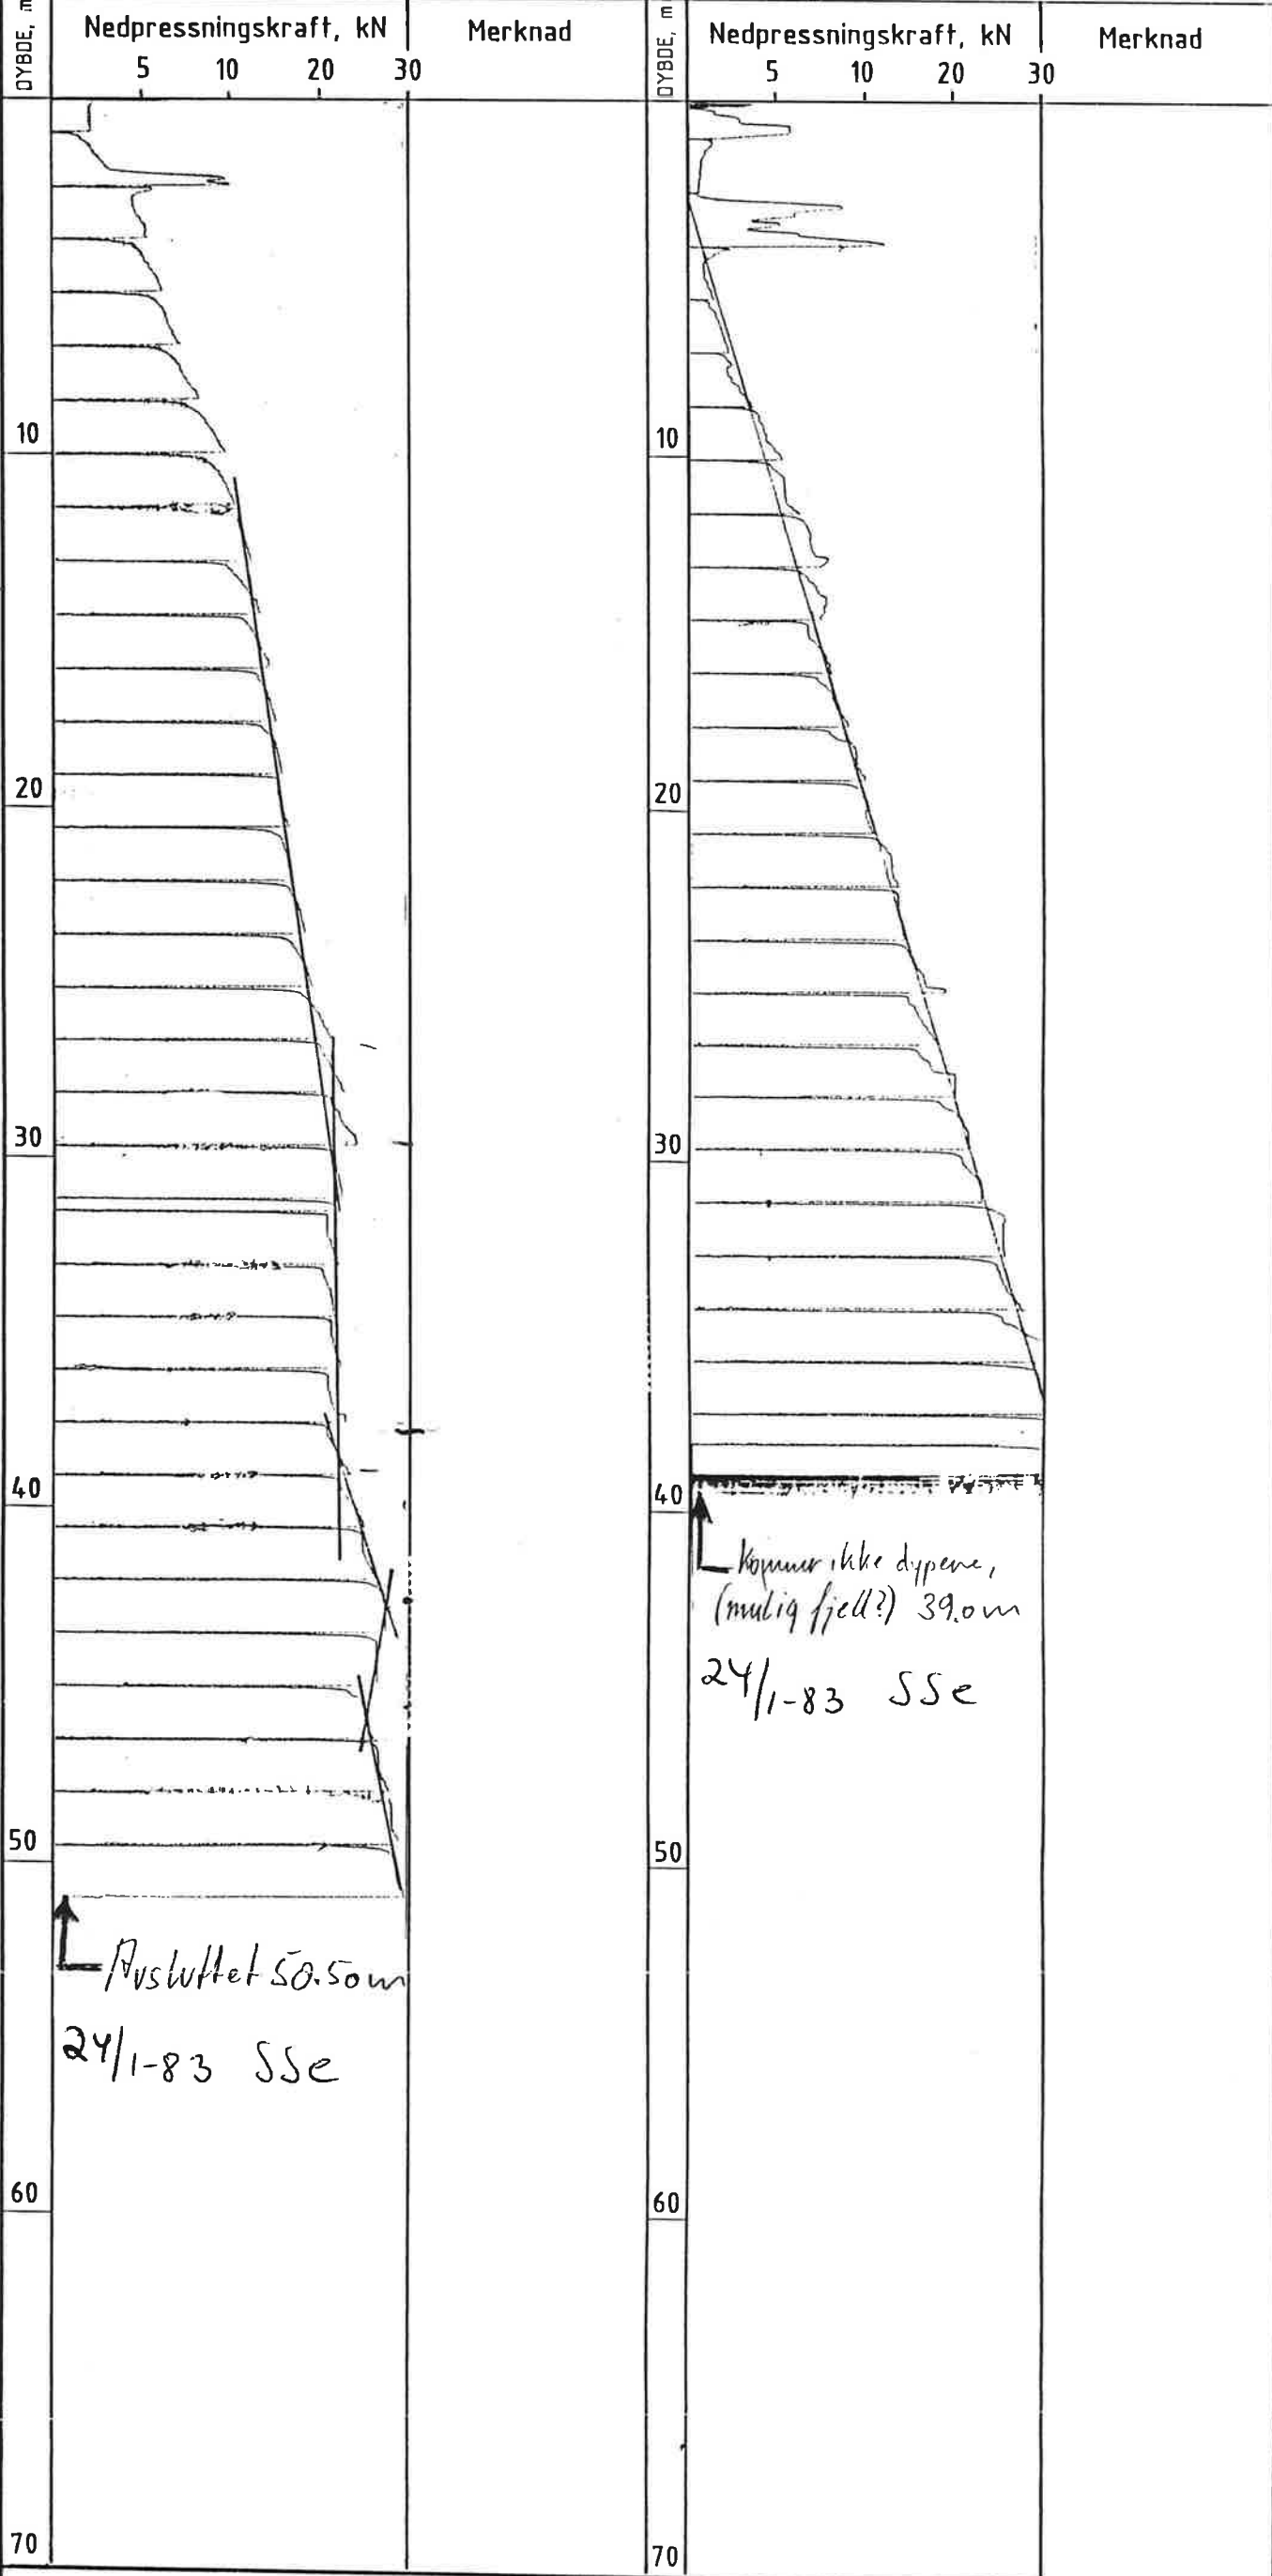 DYBDE, m
Nedpressningskraft, kN
Merknad
5 10 20 30
10
20
30
40
50
Avsluttet 50.50m
24/1-83 SSe
60
70
DYBDE, m
Nedpressningskraft, kN
Merknad
5 10 20 30
10
20
30
40
Kommer ikke dypere,
(mulig fjell?) 39.0m
24/1-83 SSe
50
60
70